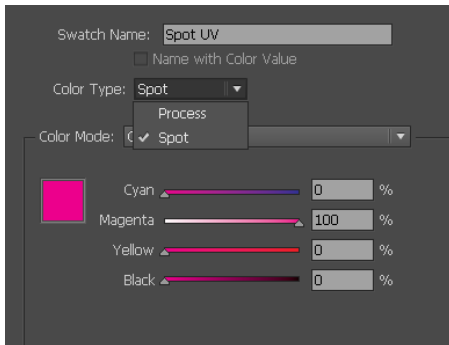 Swatch Name: Spot UV
Name with Color Value
Color Type: Spot
Process
Color Mode: C ✔ Spot
Cyan 0 %
Magenta 100 %
Yellow 0 %
Black 0 %